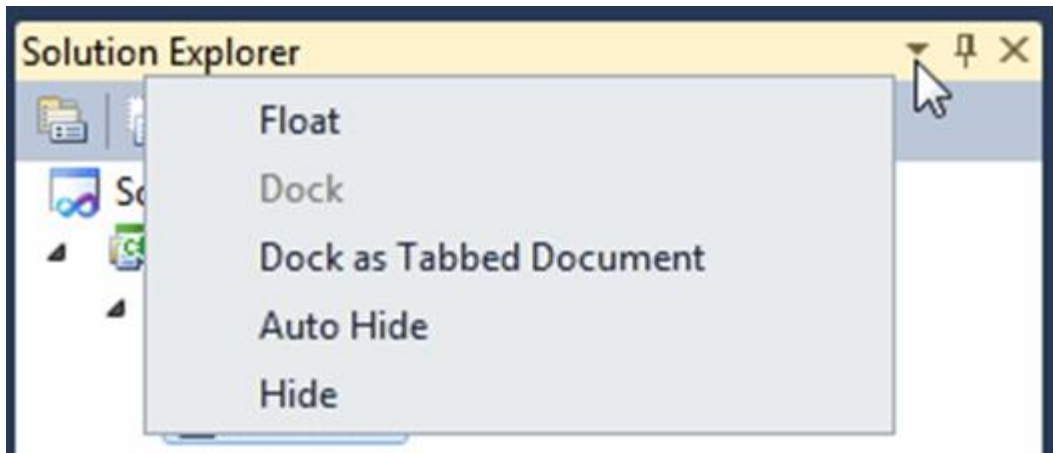 Solution Explorer
Float
Dock
Dock as Tabbed Document
Auto Hide
Hide